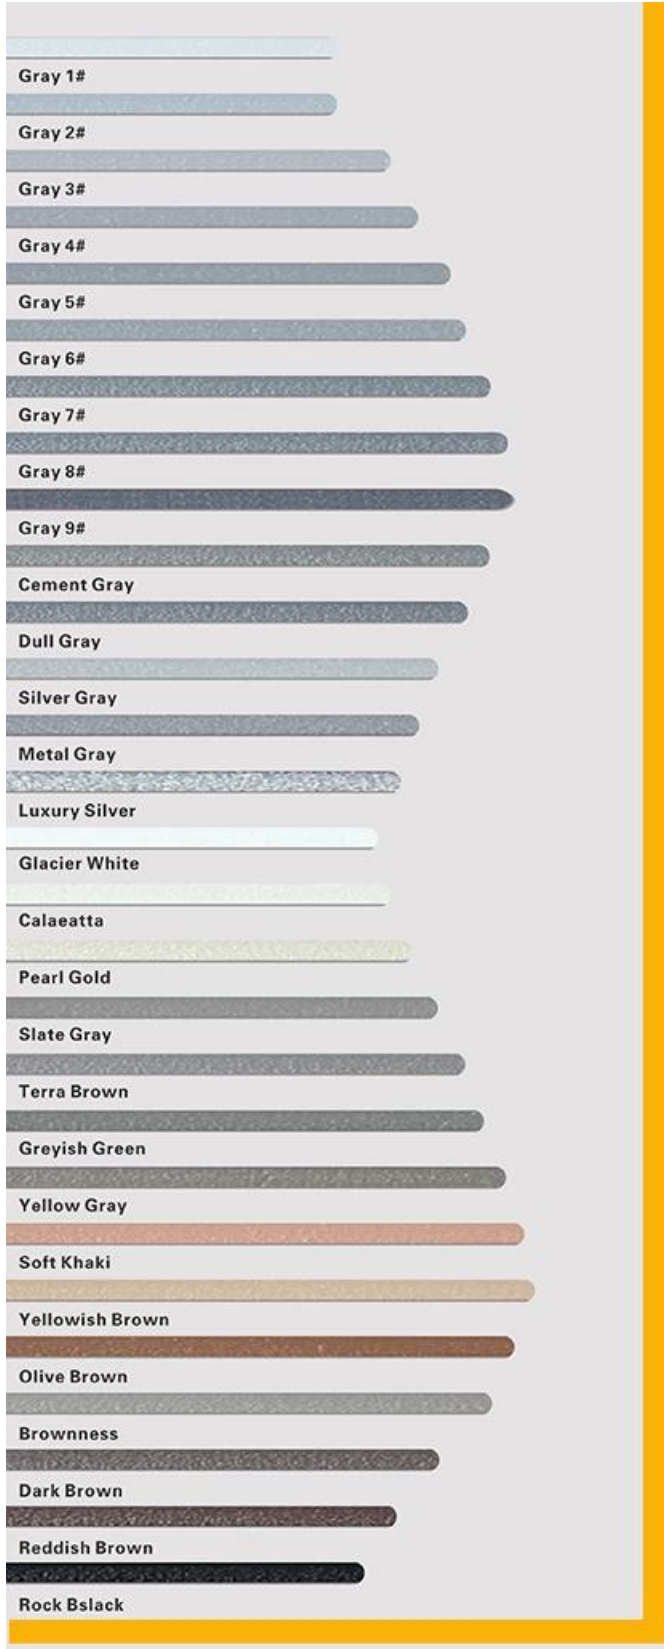 Gray 1#
Gray 2#
Gray 3#
Gray 4#
Gray 5#
Gray 6#
Gray 7#
Gray 8#
Gray 9#
Cement Gray
Dull Gray
Silver Gray
Metal Gray
Luxury Silver
Glacier White
Calaeatta
Pearl Gold
Slate Gray
Terra Brown
Greyish Green
Yellow Gray
Soft Khaki
Yellowish Brown
Olive Brown
Brownness
Dark Brown
Reddish Brown
Rock Bslack